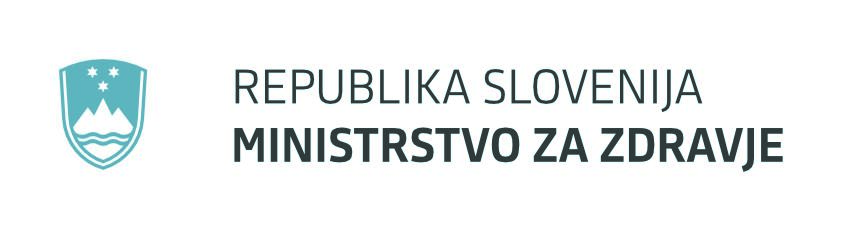 REPUBLIKA SLOVENIJA
MINISTRSTVO ZA ZDRAVJE